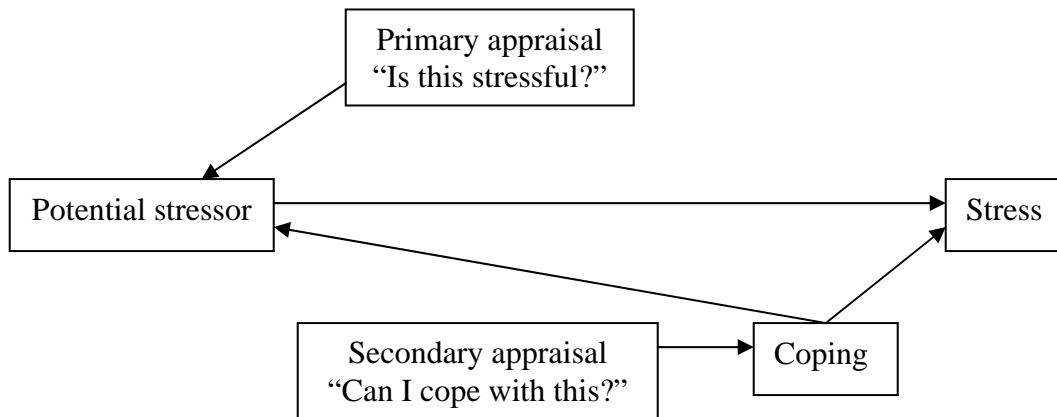 Primary appraisal
“Is this stressful?”
Potential stressor
Stress
Secondary appraisal
“Can I cope with this?”
Coping